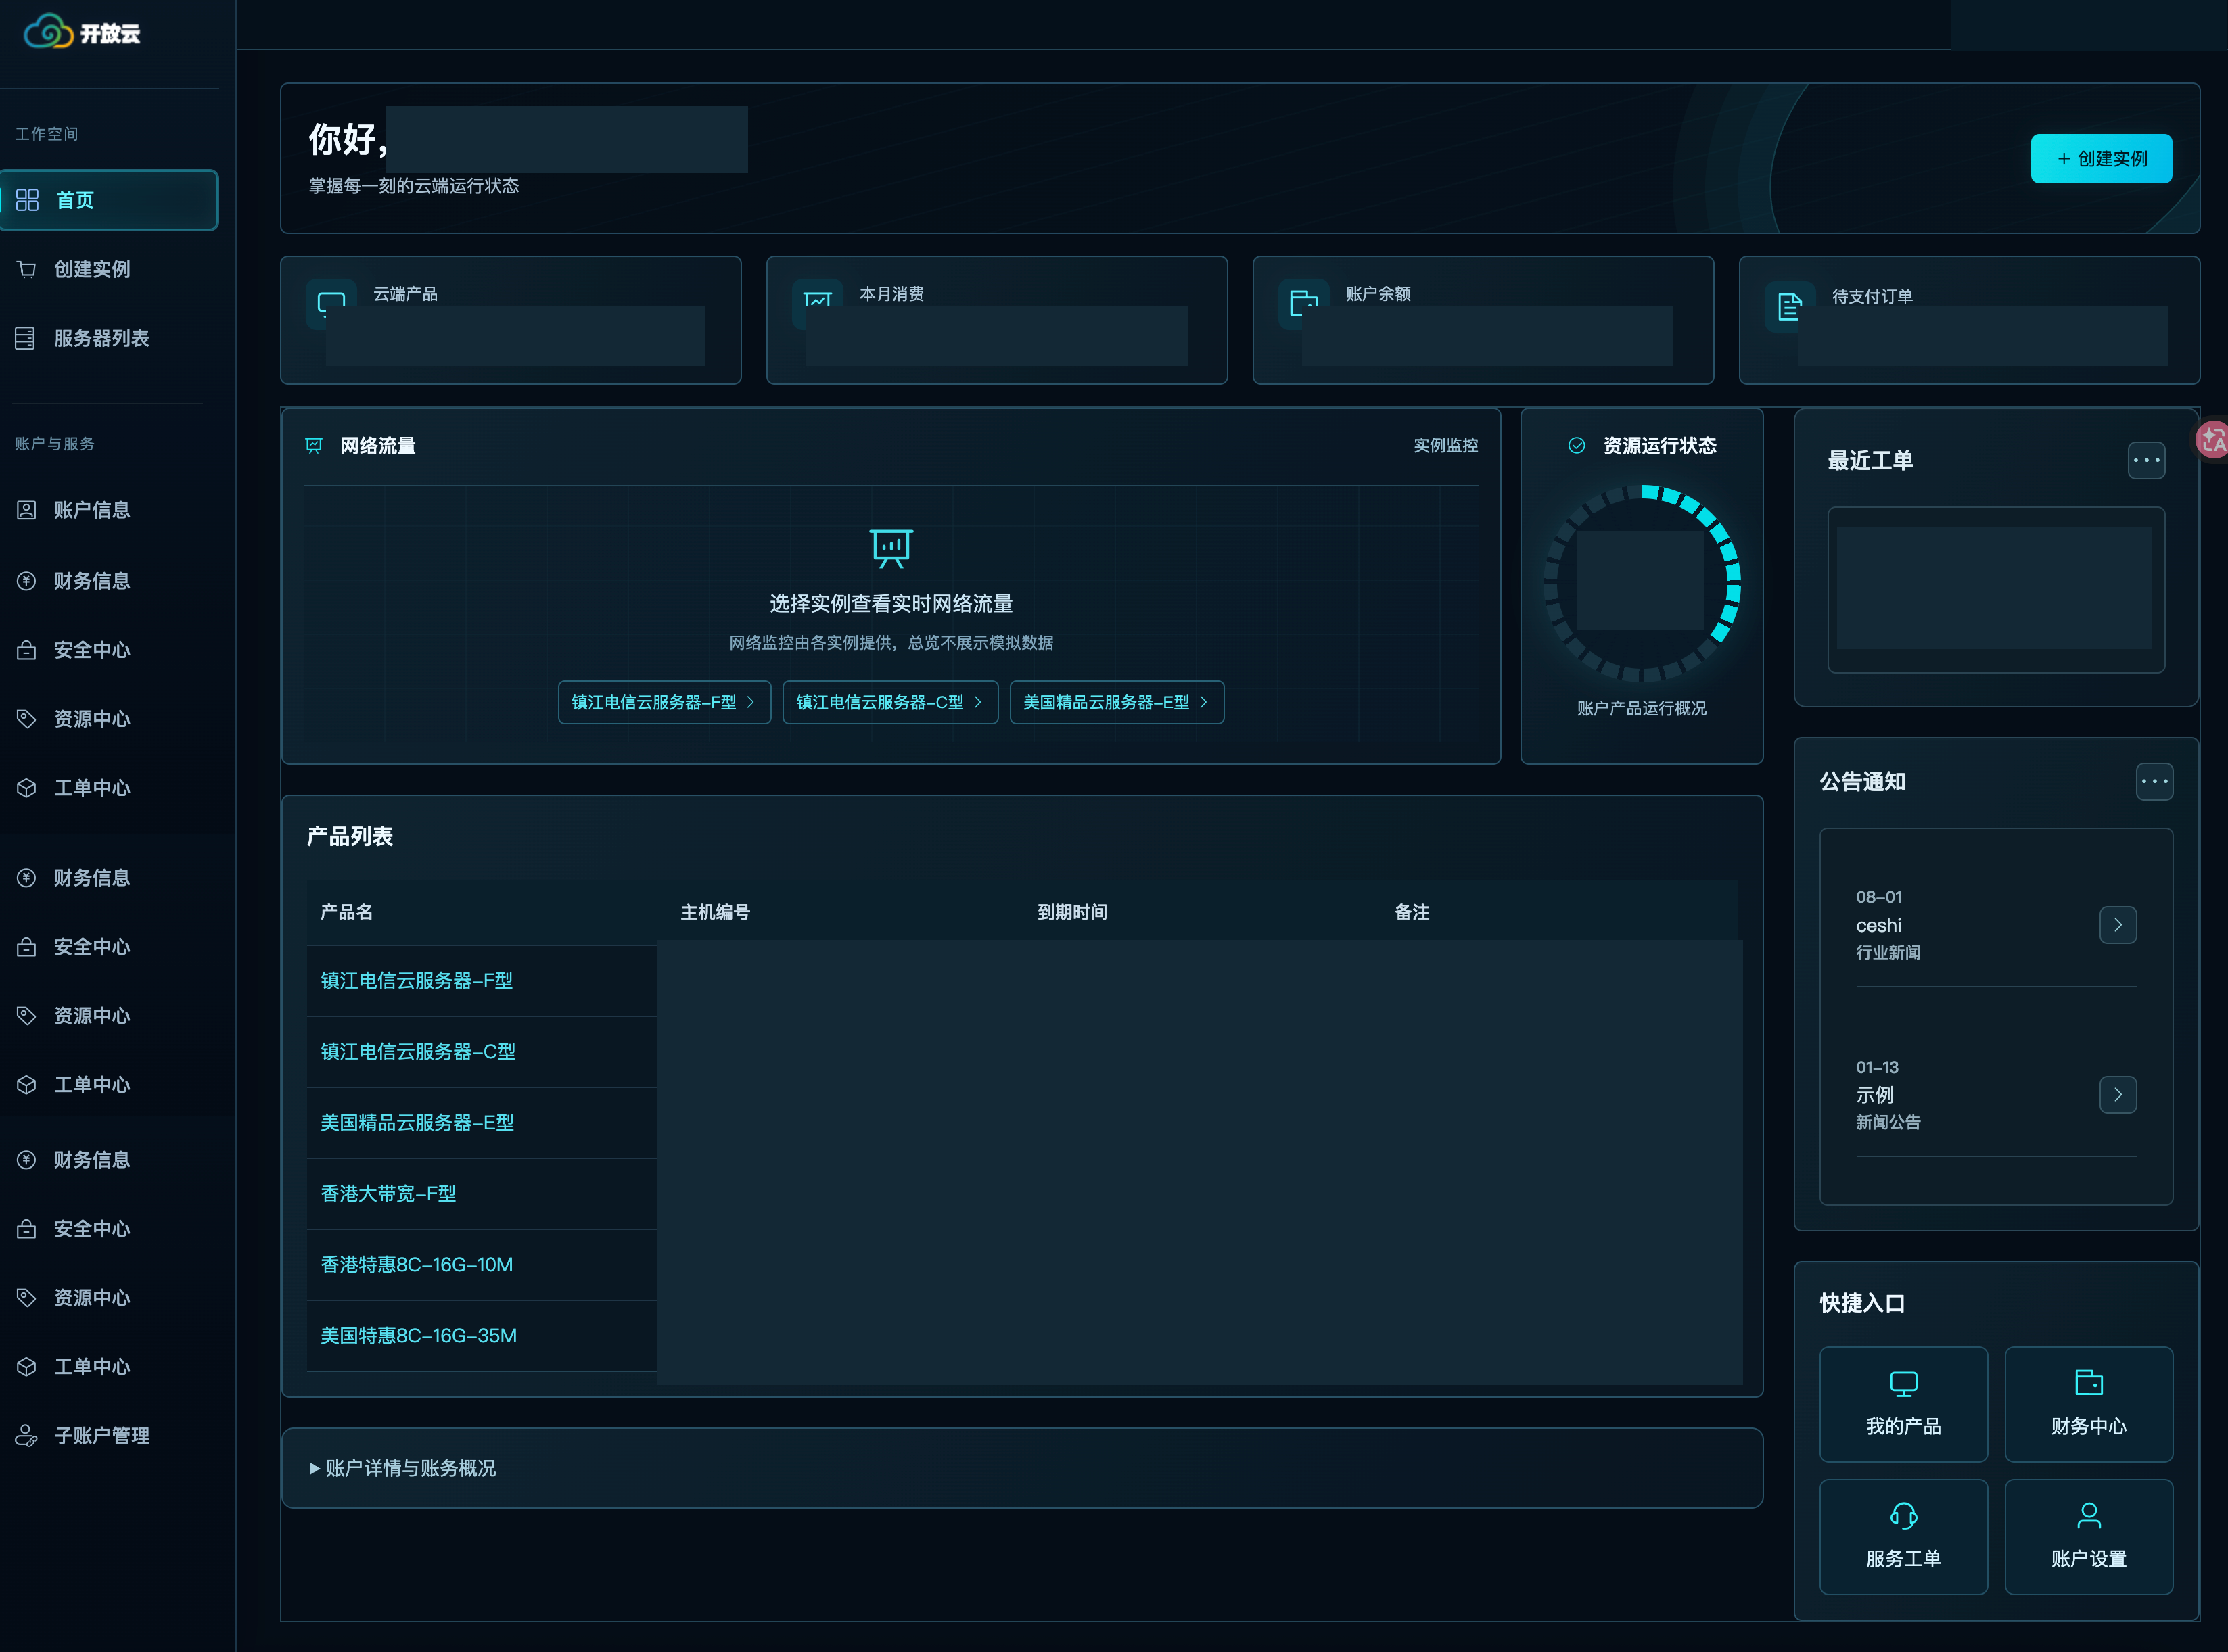 开放云
工作空间
首页
创建实例
服务器列表
账户与服务
账户信息
财务信息
安全中心
资源中心
工单中心
财务信息
安全中心
资源中心
工单中心
财务信息
安全中心
资源中心
工单中心
子账户管理
你好，
掌握每一刻的云端运行状态
+ 创建实例
云端产品
本月消费
账户余额
待支付订单
网络流量
实例监控
选择实例查看实时网络流量
网络监控由各实例提供，总览不展示模拟数据
镇江电信云服务器-F型
镇江电信云服务器-C型
美国精品云服务器-E型
资源运行状态
账户产品运行概况
产品列表
产品名 主机编号 到期时间 备注
镇江电信云服务器-F型
镇江电信云服务器-C型
美国精品云服务器-E型
香港大带宽-F型
香港特惠8C-16G-10M
美国特惠8C-16G-35M
账户详情与账务概况
最近工单
公告通知
08-01
ceshi
行业新闻
01-13
示例
新闻公告
快捷入口
我的产品
财务中心
服务工单
账户设置